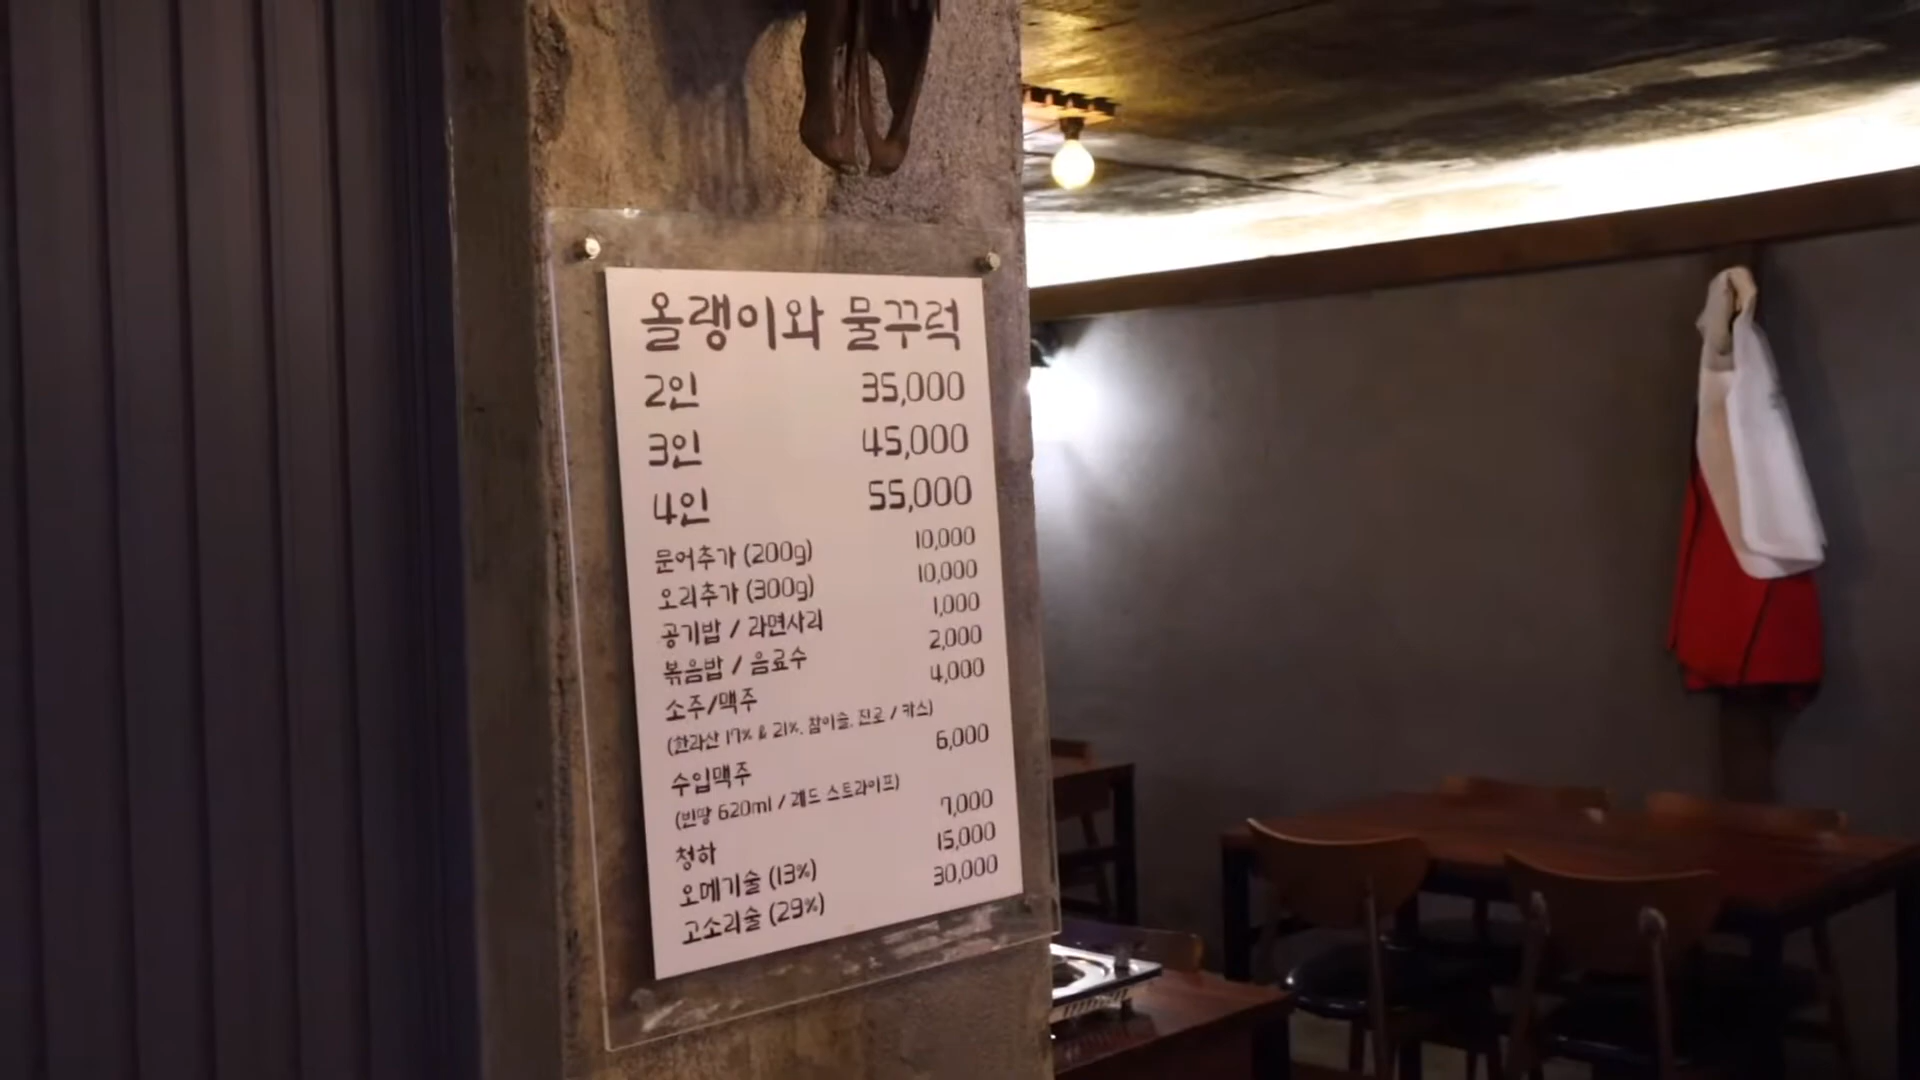 올랭이와 물꾸럭
2인 35,000
3인 45,000
4인 55,000
문어추가 (200g) 10,000
오리추가 (300g) 10,000
공기밥 / 라면사리 1,000
볶음밥 / 음료수 2,000
소주/맥주 4,000
(한라산 17% & 21%. 참이슬. 진로 / 카스)
수입맥주 6,000
(빈땅 620ml / 레드 스트라이프)
청하 7,000
오메기술 (13%) 15,000
고소리술 (29%) 30,000